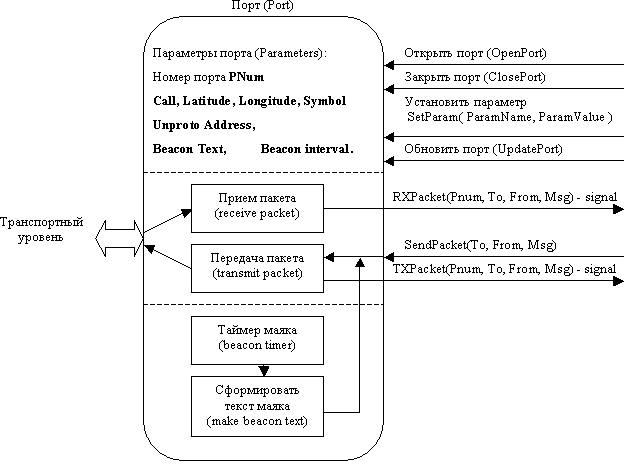 Порт (Port)
Параметры порта (Parameters):
Номер порта PNum
Call, Latitude, Longitude, Symbol
Unproto Address,
Beacon Text, Beacon interval.
Открыть порт (OpenPort)
Закрыть порт (ClosePort)
Установить параметр
SetParam( ParamName, ParamValue )
Обновить порт (UpdatePort)
Транспортный
уровень
Прием пакета
(receive packet)
RXPacket(Pnum, To, From, Msg) - signal
Передача пакета
(transmit packet)
SendPacket(To, From, Msg)
TXPacket(Pnum, To, From, Msg) - signal
Таймер маяка
(beacon timer)
Сформировать
текст маяка
(make beacon text)